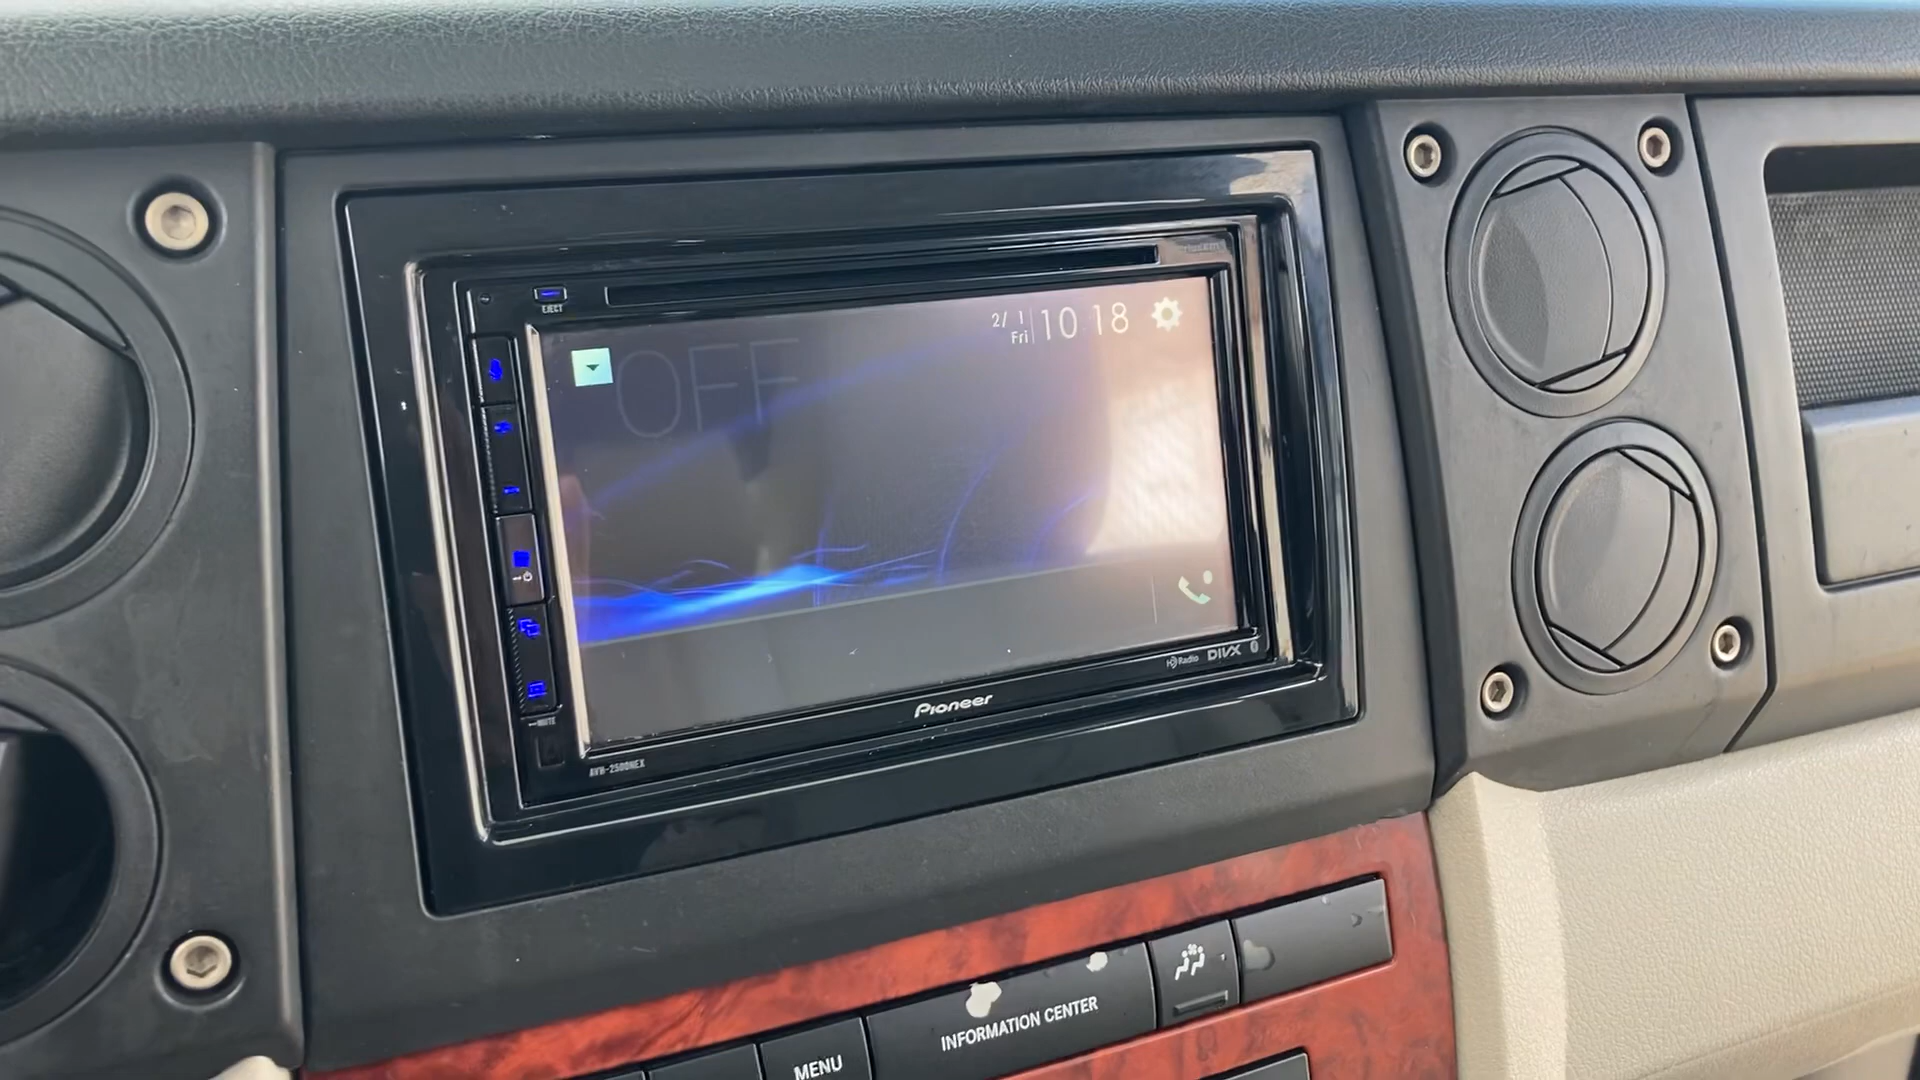 EJECT
2/ 1
Fri
10 18
OFF
MUTE
AVH-2500NEX
Pioneer
HD Radio
DIVX
INFORMATION CENTER
MENU